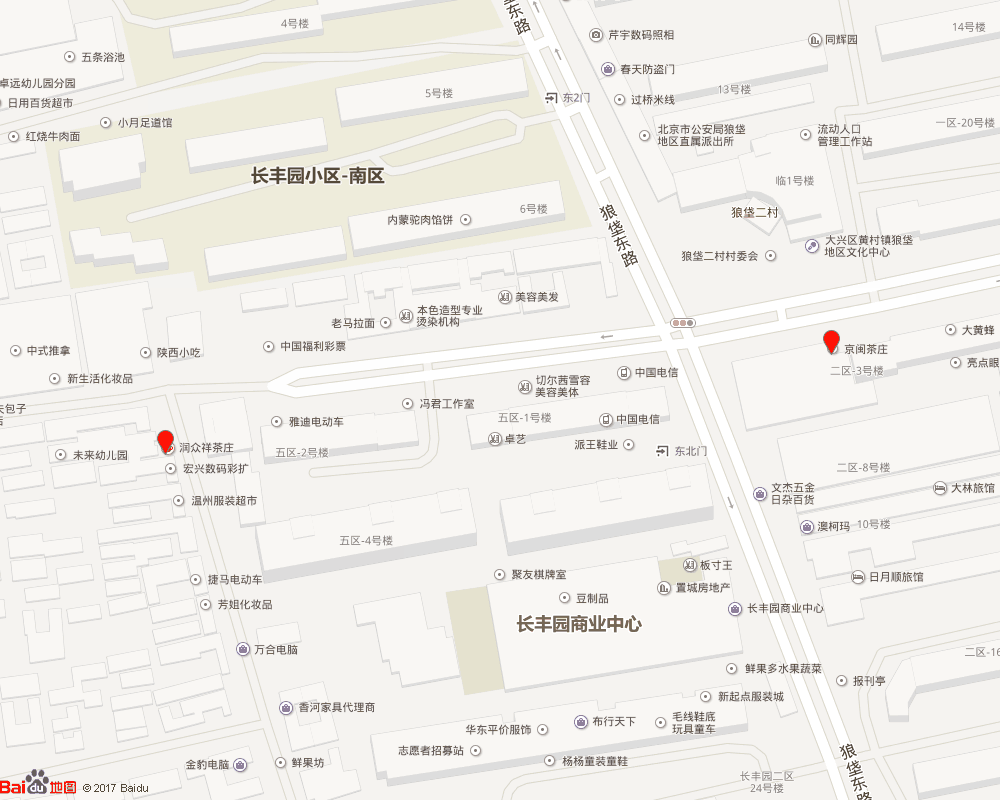 4号楼
14号楼
垡东路
芹宇数码照相
同辉园
五条浴池
春天防盗门
卓远幼儿园分园
5号楼
13号楼
东2门
过桥米线
日用百货超市
小月足道馆
一区-20号楼
北京市公安局狼垡
地区直属派出所
流动人口
管理工作站
红烧牛肉面
长丰园小区-南区
临1号楼
6号楼
狼垡东路
狼垡二村
内蒙驼肉馅饼
大兴区黄村镇狼垡
地区文化中心
狼垡二村村委会
美容美发
本色造型专业
烫染机构
老马拉面
大黄蜂
中国福利彩票
中式推拿
陕西小吃
京闽茶庄
亮点眼
二区-3号楼
中国电信
新生活化妆品
切尔茜雪容
美容美体
夫包子
店
冯君工作室
五区-1号楼
中国电信
雅迪电动车
卓艺
派王鞋业
东北门
润众祥茶庄
五区-2号楼
未来幼儿园
宏兴数码彩扩
二区-8号楼
文杰五金
日杂百货
大林旅馆
温州服装超市
澳柯玛
10号楼
五区-4号楼
板寸王
聚友棋牌室
捷马电动车
日月顺旅馆
置城房地产
豆制品
芳姐化妆品
长丰园商业中心
长丰园商业中心
万合电脑
二区-16
鲜果多水果蔬菜
报刊亭
新起点服装城
香河家具代理商
布行天下
毛线鞋底
玩具童车
华东平价服饰
志愿者招募站
狼垡东路
杨杨童装童鞋
金豹电脑
鲜果坊
长丰园二区
24号楼
Bai du 地图
© 2017 Baidu